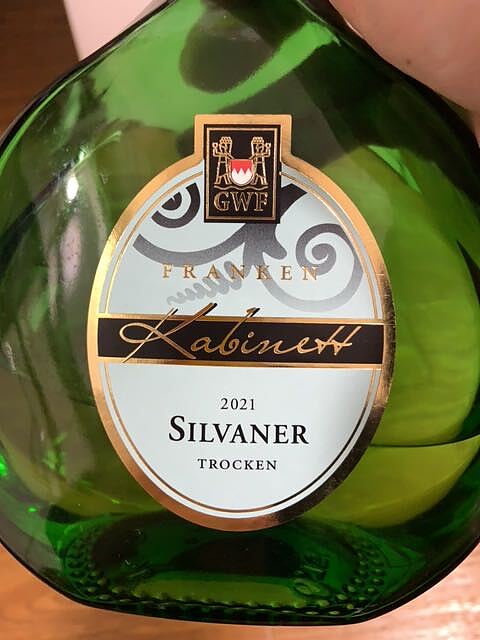 GWF
FRANKEN
Kabinett
2021
SILVANER
TROCKEN